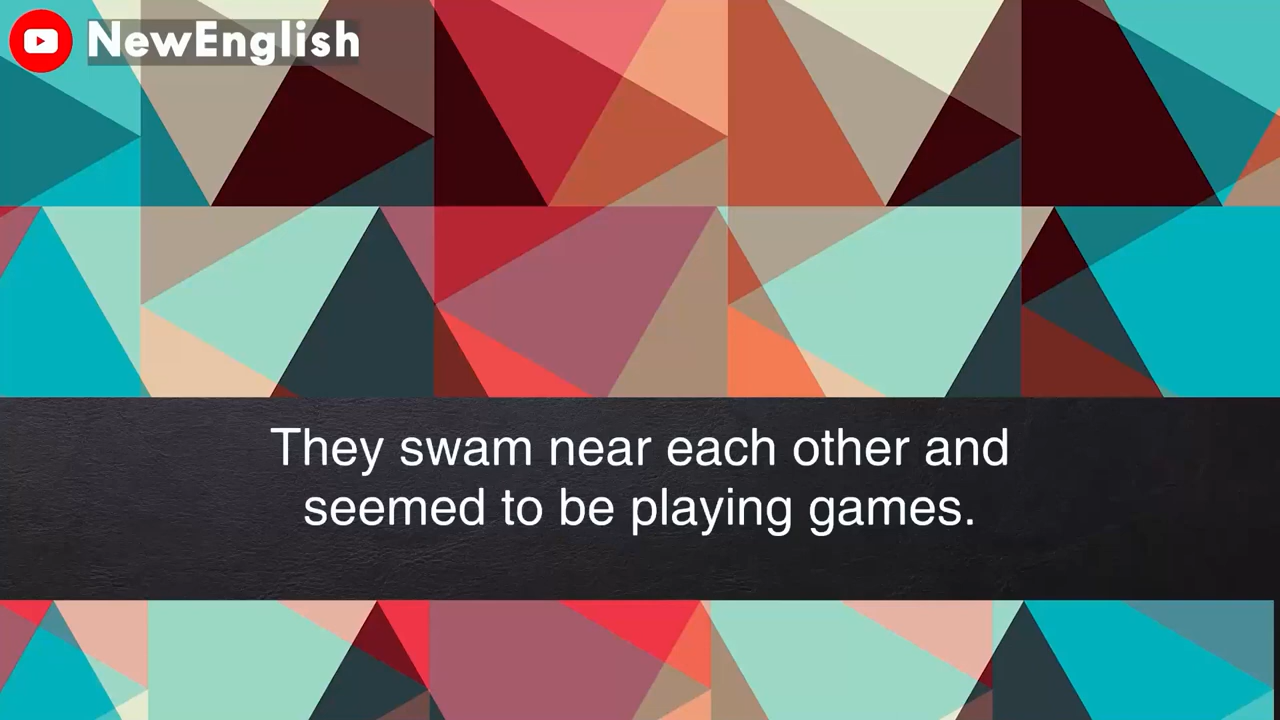 NewEnglish
They swam near each other and
seemed to be playing games.